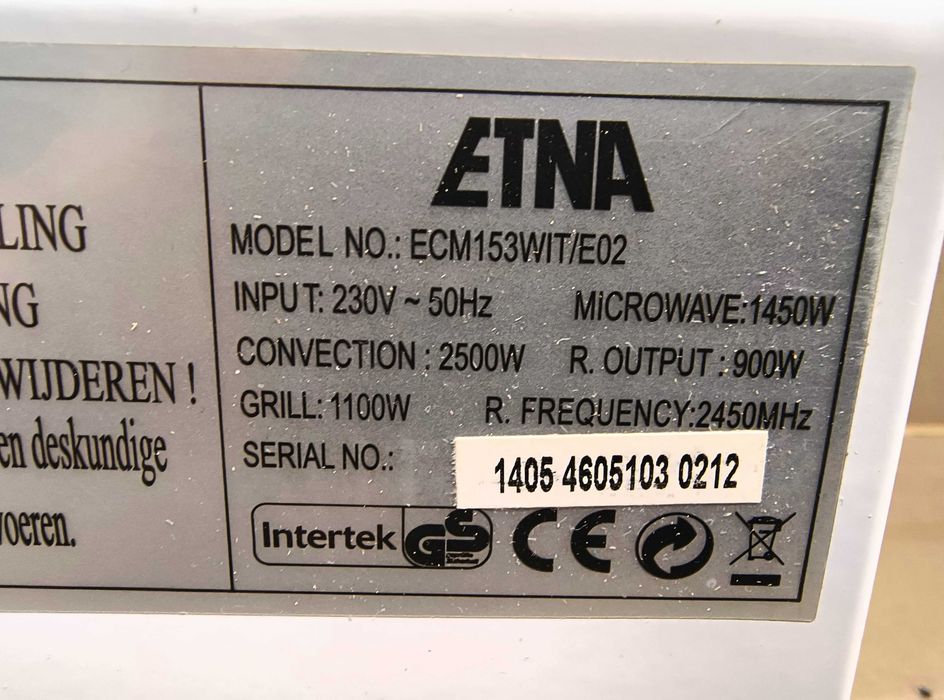 LING
NG
WIJDEREN !
en deskundige
voeren.
ETNA
MODEL NO.: ECM153WIT/E02
INPUT: 230V ~ 50Hz MiCROWAVE:1450W
CONVECTION : 2500W R. OUTPUT : 900W
GRILL: 1100W R. FREQUENCY:2450MHz
SERIAL NO.: 1405 4605103 0212
Intertek GS CE